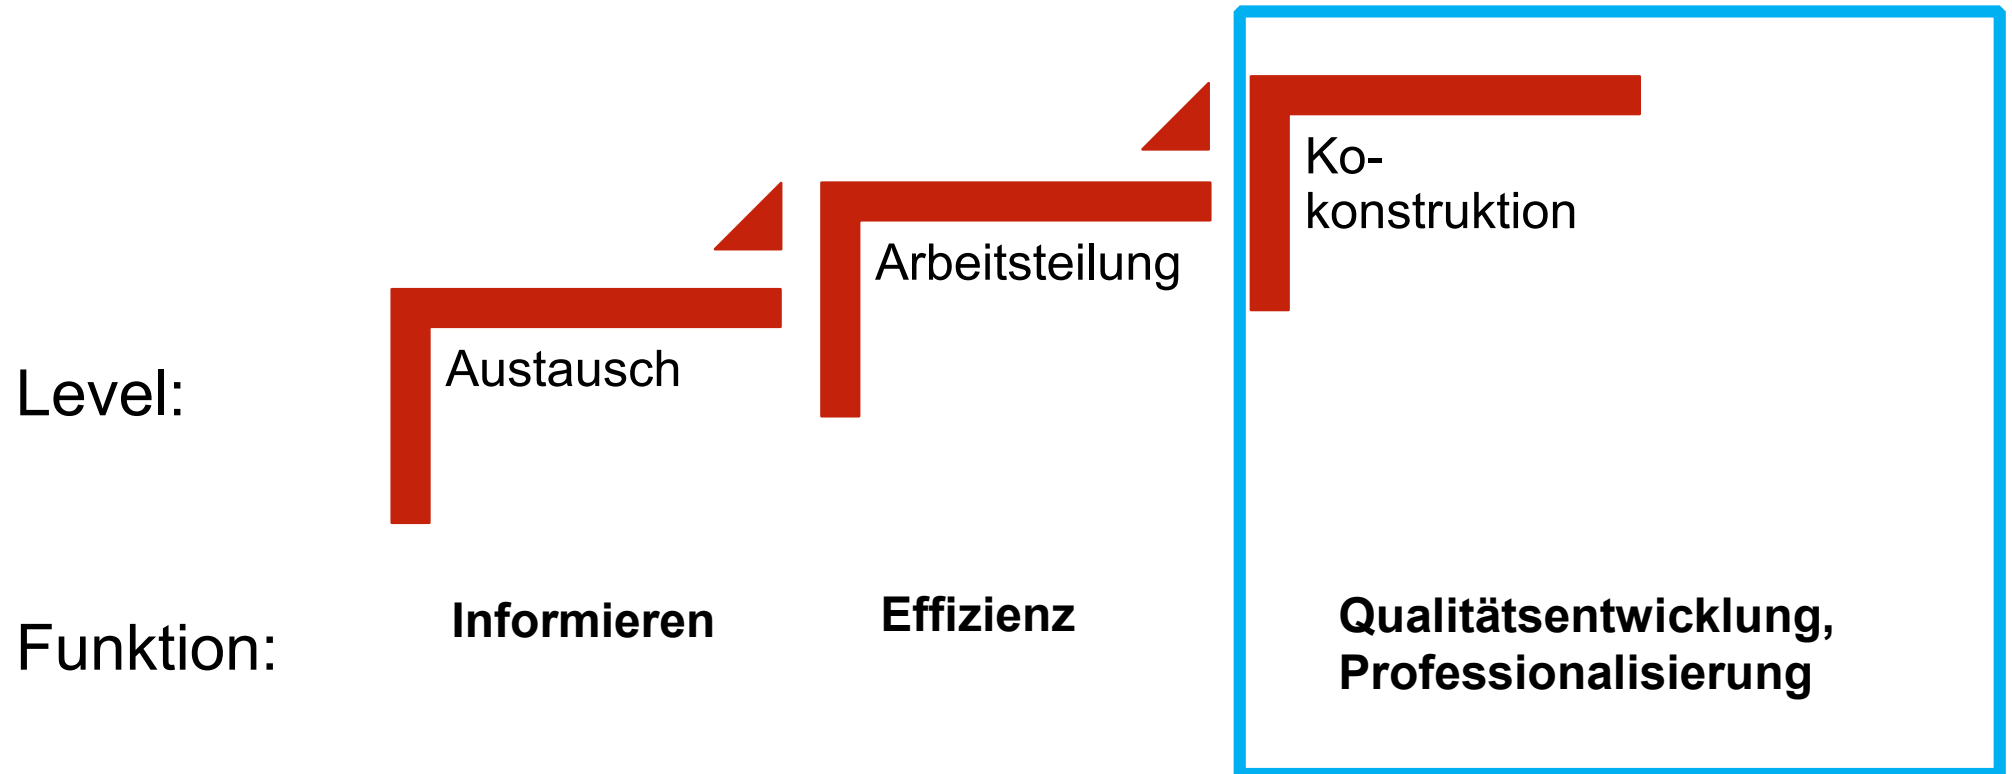 Level:
Austausch
Arbeitsteilung
Ko-
konstruktion
Funktion:
Informieren
Effizienz
Qualitätsentwicklung,
Professionalisierung